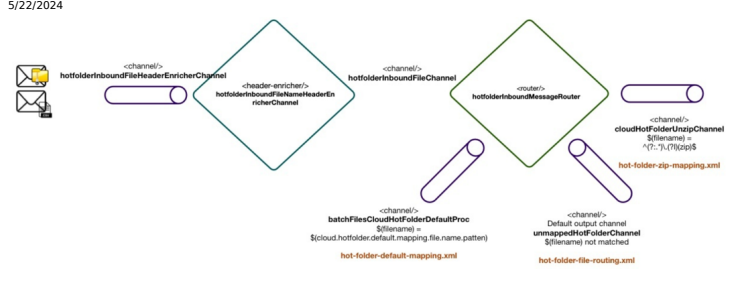 5/22/2024
<channel/>
hotfolderInboundFileHeaderEnricherChannel
<header-enricher/>
hotfolderInboundFileNameHeaderEn
richerChannel
<channel/>
hotfolderInboundFileChannel
<router/>
hotfolderInboundMessageRouter
<channel/>
cloudHotFolderUnzipChannel
$(filename) =
^(?:.*)\.(?i)(zip)$
hot-folder-zip-mapping.xml
<channel/>
batchFilesCloudHotFolderDefaultProc
$(filename) =
$(cloud.hotfolder.default.mapping.file.name.patten)
hot-folder-default-mapping.xml
<channel/>
Default output channel
unmappedHotFolderChannel
$(filename) not matched
hot-folder-file-routing.xml